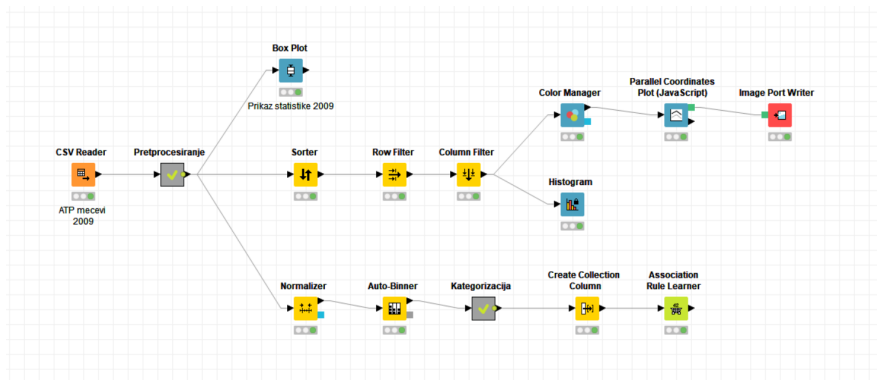 Box Plot
Prikaz statistike 2009
Color Manager
Parallel Coordinates
Plot (JavaScript)
Image Port Writer
CSV Reader
ATP mecevi
2009
Pretprocesiranje
Sorter
Row Filter
Column Filter
Histogram
Normalizer
Auto-Binner
Kategorizacija
Create Collection
Column
Association
Rule Learner